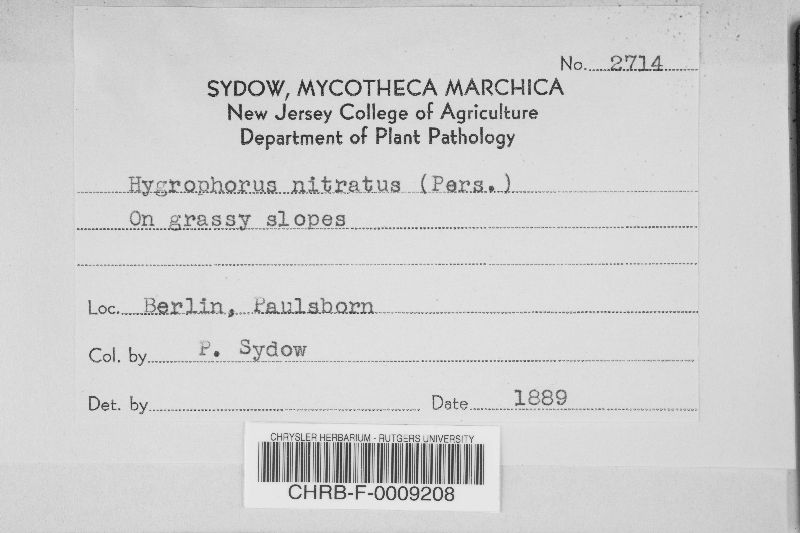 No. 2714
SYDOW, MYCOTHECA MARCHICA
New Jersey College of Agriculture
Department of Plant Pathology
Hygrophorus nitratus (Pers.)
On grassy slopes
Loc. Berlin, Paulsborn
Col. by P. Sydow
Det. by Date 1889
CHRYSLER HERBARIUM - RUTGERS UNIVERSITY
CHRB-F-0009208